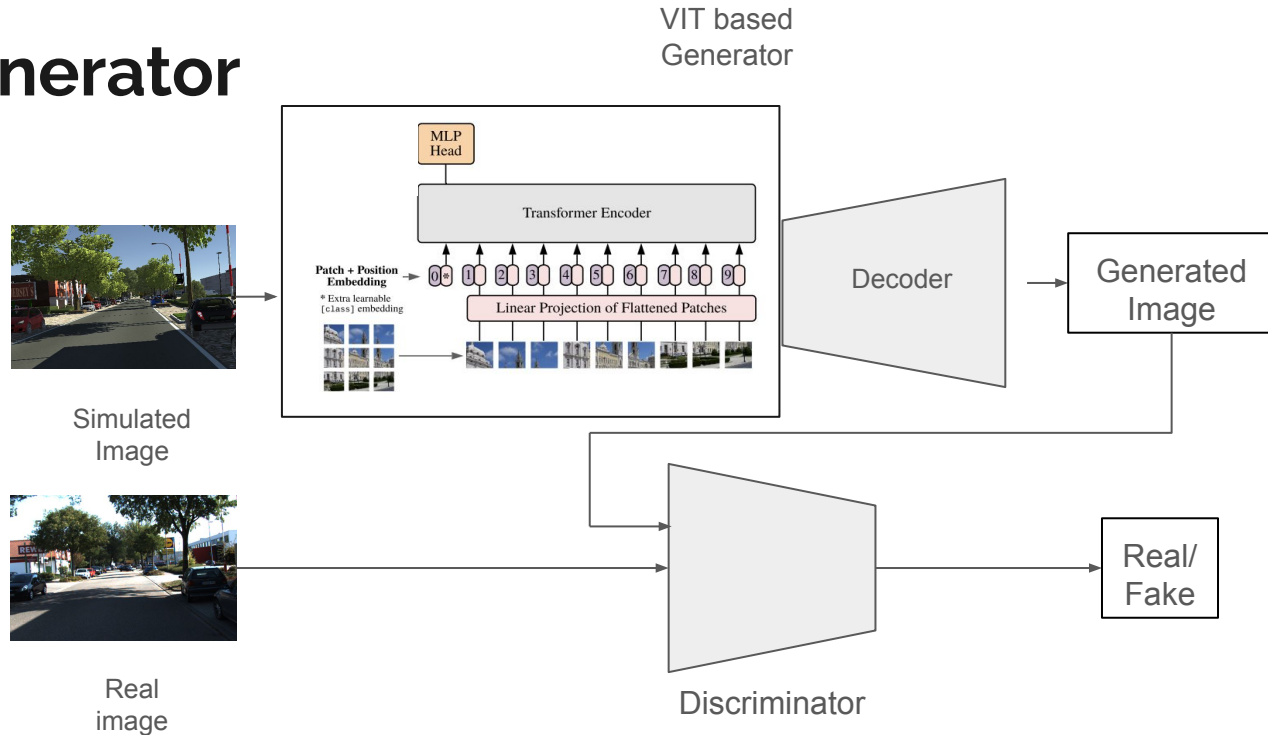 VIT based
Generator
nerator
MLP
Head
Transformer Encoder
Patch + Position
Embedding
0 * 1 2 3 4 5 6 7 8 9
* Extra learnable
[class] embedding
Linear Projection of Flattened Patches
Decoder
Generated
Image
Simulated
Image
REWE
Real
image
Discriminator
Real/
Fake